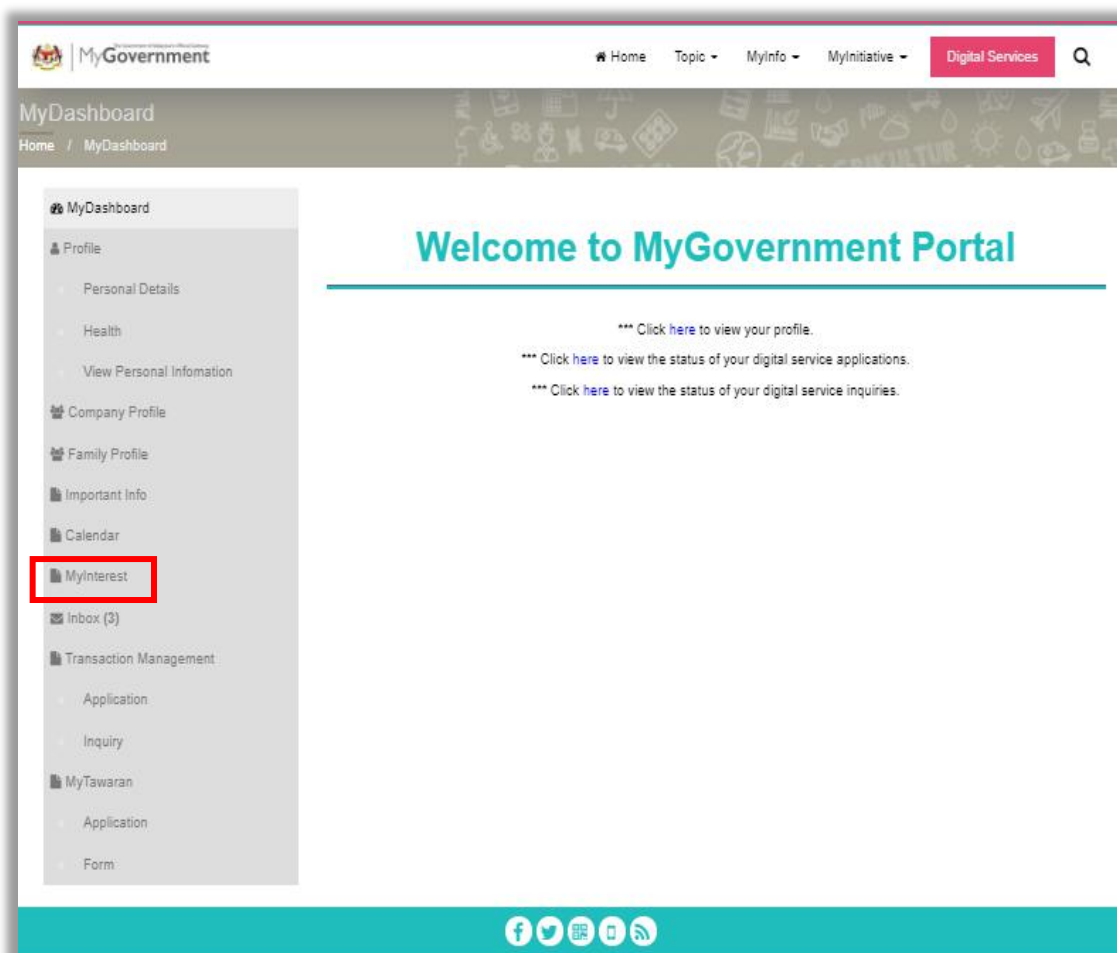 MyGovernment
Home Topic MyInfo MyInitiative Digital Services
MyDashboard
Home / MyDashboard
MyDashboard
Profile
Personal Details
Health
View Personal Infomation
Company Profile
Family Profile
Important Info
Calendar
MyInterest
Inbox (3)
Transaction Management
Application
Inquiry
MyTawaran
Application
Form
Welcome to MyGovernment Portal
*** Click here to view your profile.
*** Click here to view the status of your digital service applications.
*** Click here to view the status of your digital service inquiries.